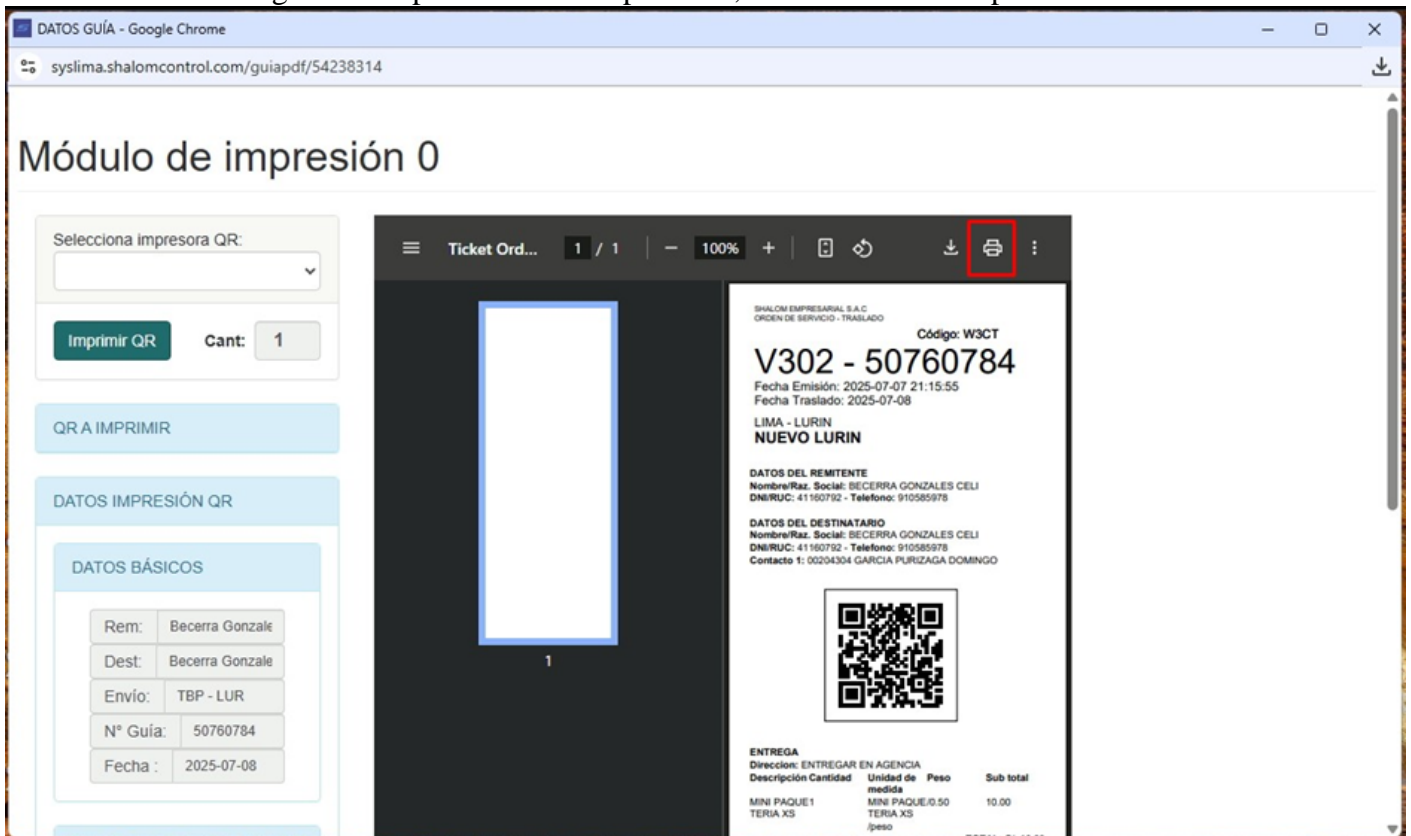 DATOS GUÍA - Google Chrome
syslima.shalomcontrol.com/guiapdf/54238314
Módulo de impresión 0
Selecciona impresora QR:
Imprimir QR
Cant: 1
QR A IMPRIMIR
DATOS IMPRESIÓN QR
DATOS BÁSICOS
Rem: Becerra Gonzale
Dest: Becerra Gonzale
Envío: TBP - LUR
N° Guía: 50760784
Fecha : 2025-07-08
Ticket Ord... 1 / 1 100%
1
SHALOM EMPRESARIAL S.A.C
ORDEN DE SERVICIO - TRASLADO
Código: W3CT
V302 - 50760784
Fecha Emisión: 2025-07-07 21:15:55
Fecha Traslado: 2025-07-08
LIMA - LURIN
NUEVO LURIN
DATOS DEL REMITENTE
Nombre/Raz. Social: BECERRA GONZALES CELI
DNI/RUC: 41160792 - Telefono: 910585978
DATOS DEL DESTINATARIO
Nombre/Raz. Social: BECERRA GONZALES CELI
DNI/RUC: 41160792 - Telefono: 910585978
Contacto 1: 00204304 GARCIA PURIZAGA DOMINGO
ENTREGA
Direccion: ENTREGAR EN AGENCIA
Descripción Cantidad Unidad de Peso Sub total
medida
MINI PAQUE1 MINI PAQUE/0.50 10.00
TERIA XS TERIA XS
/peso